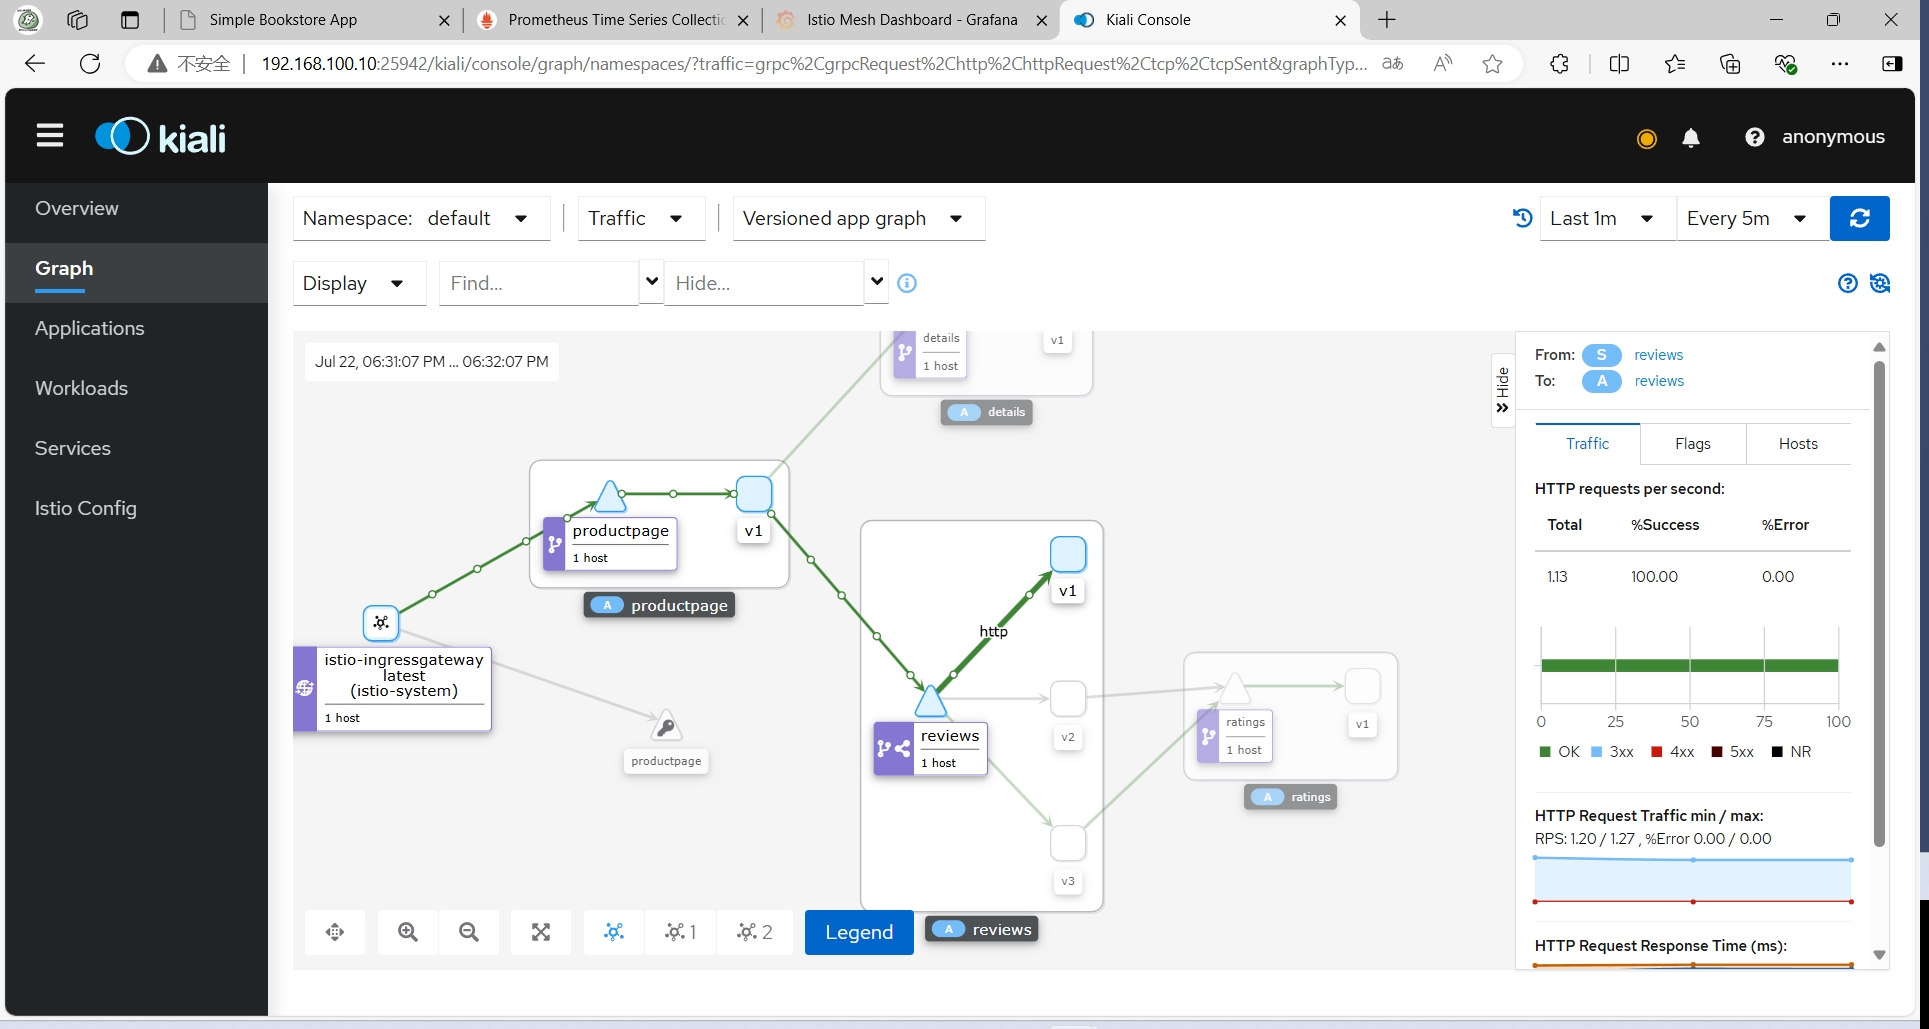 Simple Bookstore App
Prometheus Time Series Collectio
Istio Mesh Dashboard - Grafana
Kiali Console
不安全
192.168.100.10:25942/kiali/console/graph/namespaces/?traffic=grpc%2CgrpcRequest%2Chttp%2ChttpRequest%2Ctcp%2CtcpSent&graphTyp...
kiali
anonymous
Overview
Graph
Applications
Workloads
Services
Istio Config
Namespace: default
Traffic
Versioned app graph
Last 1m
Every 5m
Display
Find...
Hide...
Jul 22, 06:31:07 PM ... 06:32:07 PM
details
1 host
v1
A details
productpage
1 host
v1
A productpage
istio-ingressgateway
latest
(istio-system)
1 host
productpage
http
v1
v2
v3
reviews
1 host
A reviews
ratings
1 host
v1
A ratings
1
2
Legend
Hide
From: S reviews
To: A reviews
Traffic
Flags
Hosts
HTTP requests per second:
Total %Success %Error
1.13 100.00 0.00
0 25 50 75 100
OK 3xx 4xx 5xx NR
HTTP Request Traffic min / max:
RPS: 1.20 / 1.27 , %Error 0.00 / 0.00
HTTP Request Response Time (ms):